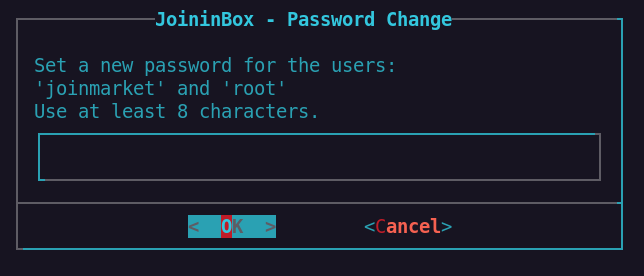 JoininBox - Password Change
Set a new password for the users:
'joinmarket' and 'root'
Use at least 8 characters.
<  OK  > <Cancel>